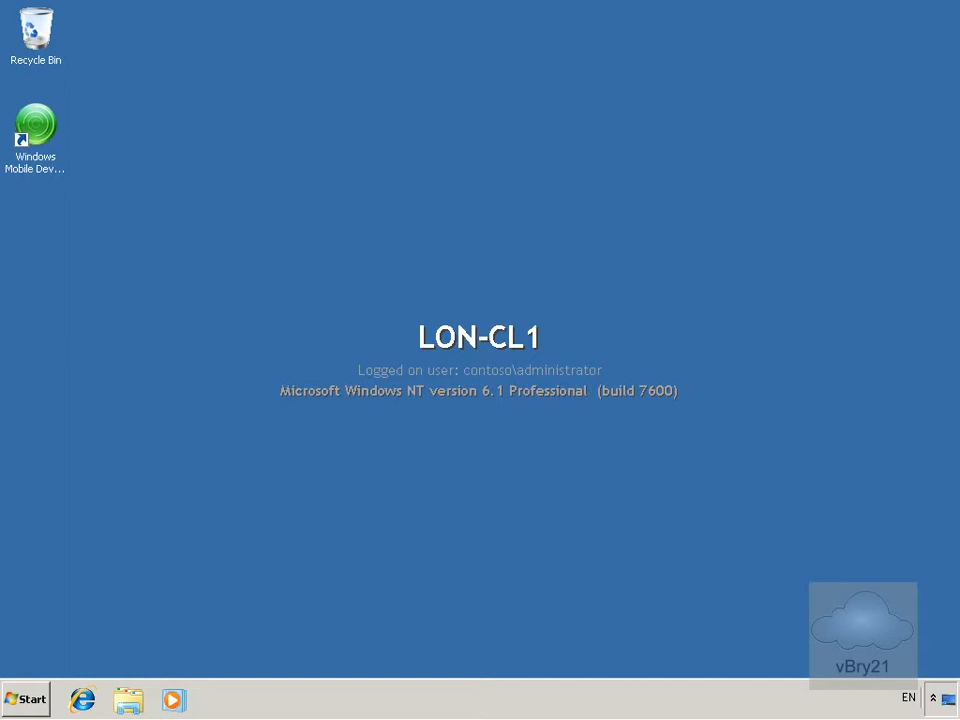 Recycle Bin
Windows
Mobile Dev...
LON-CL1
Logged on user: contoso\administrator
Microsoft Windows NT version 6.1 Professional (build 7600)
vBry21
Start
EN